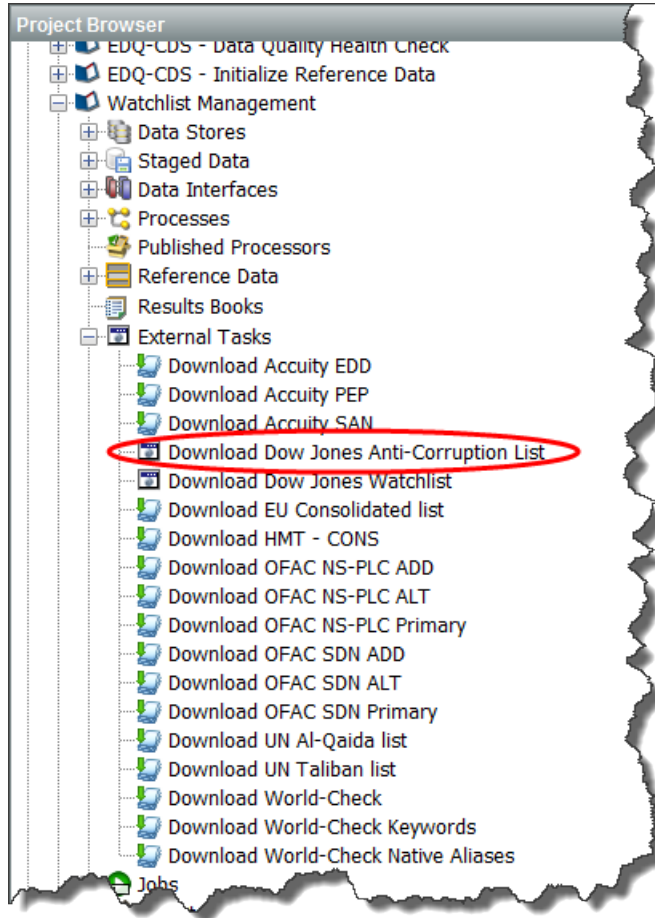 Project Browser
EDQ-CDS - Data Quality Health Check
EDQ-CDS - Initialize Reference Data
Watchlist Management
Data Stores
Staged Data
Data Interfaces
Processes
Published Processors
Reference Data
Results Books
External Tasks
Download Accuity EDD
Download Accuity PEP
Download Accuity SAN
Download Dow Jones Anti-Corruption List
Download Dow Jones Watchlist
Download EU Consolidated list
Download HMT - CONS
Download OFAC NS-PLC ADD
Download OFAC NS-PLC ALT
Download OFAC NS-PLC Primary
Download OFAC SDN ADD
Download OFAC SDN ALT
Download OFAC SDN Primary
Download UN Al-Qaida list
Download UN Taliban list
Download World-Check
Download World-Check Keywords
Download World-Check Native Aliases
Jobs